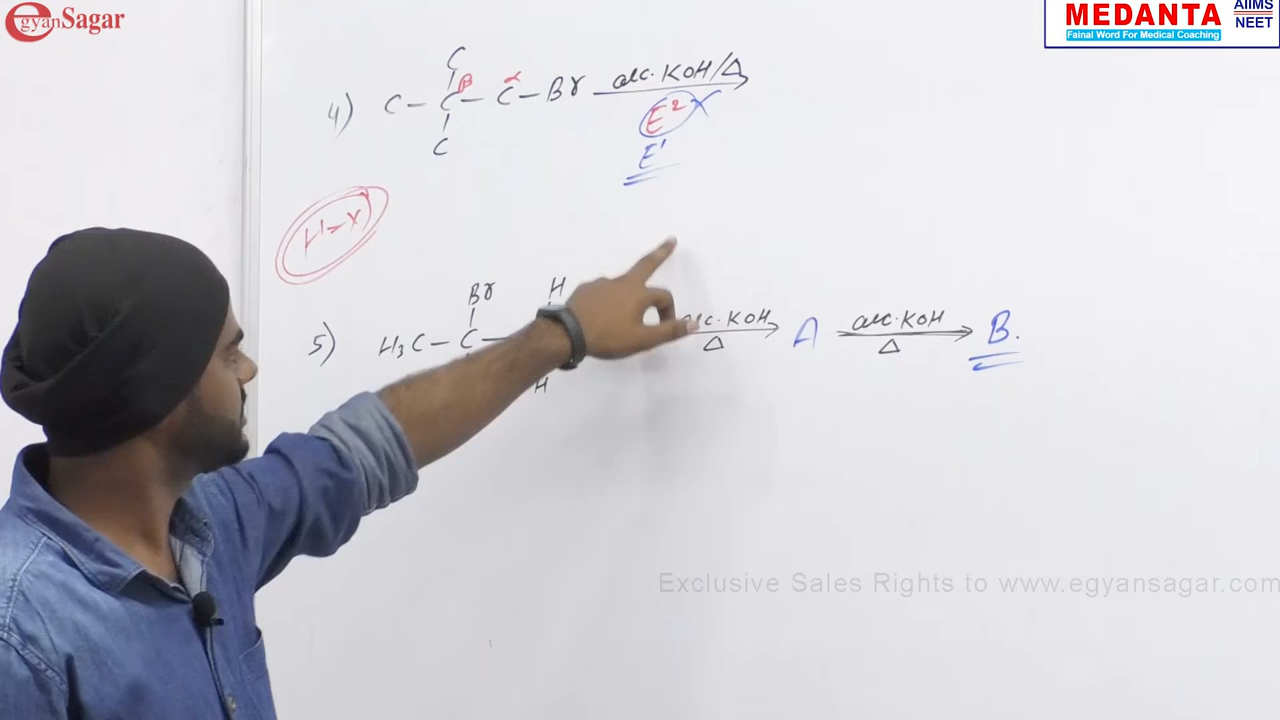 egyanSagar
MEDANTA AIIMS NEET
Fainal Word For Medical Coaching
C
4) C – C – C – Br alc. KOH/Δ
β α
C
E2 X
E1
Br H
5) H3C – C – alc. KOH A alc. KOH B.
Δ Δ
H
Exclusive Sales Rights to www.egyansagar.com